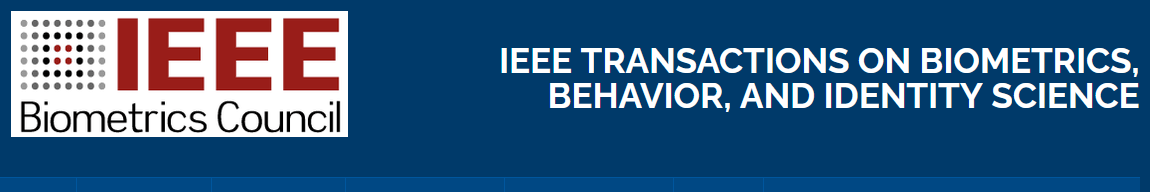 IEEE
Biometrics Council
IEEE TRANSACTIONS ON BIOMETRICS,
BEHAVIOR, AND IDENTITY SCIENCE